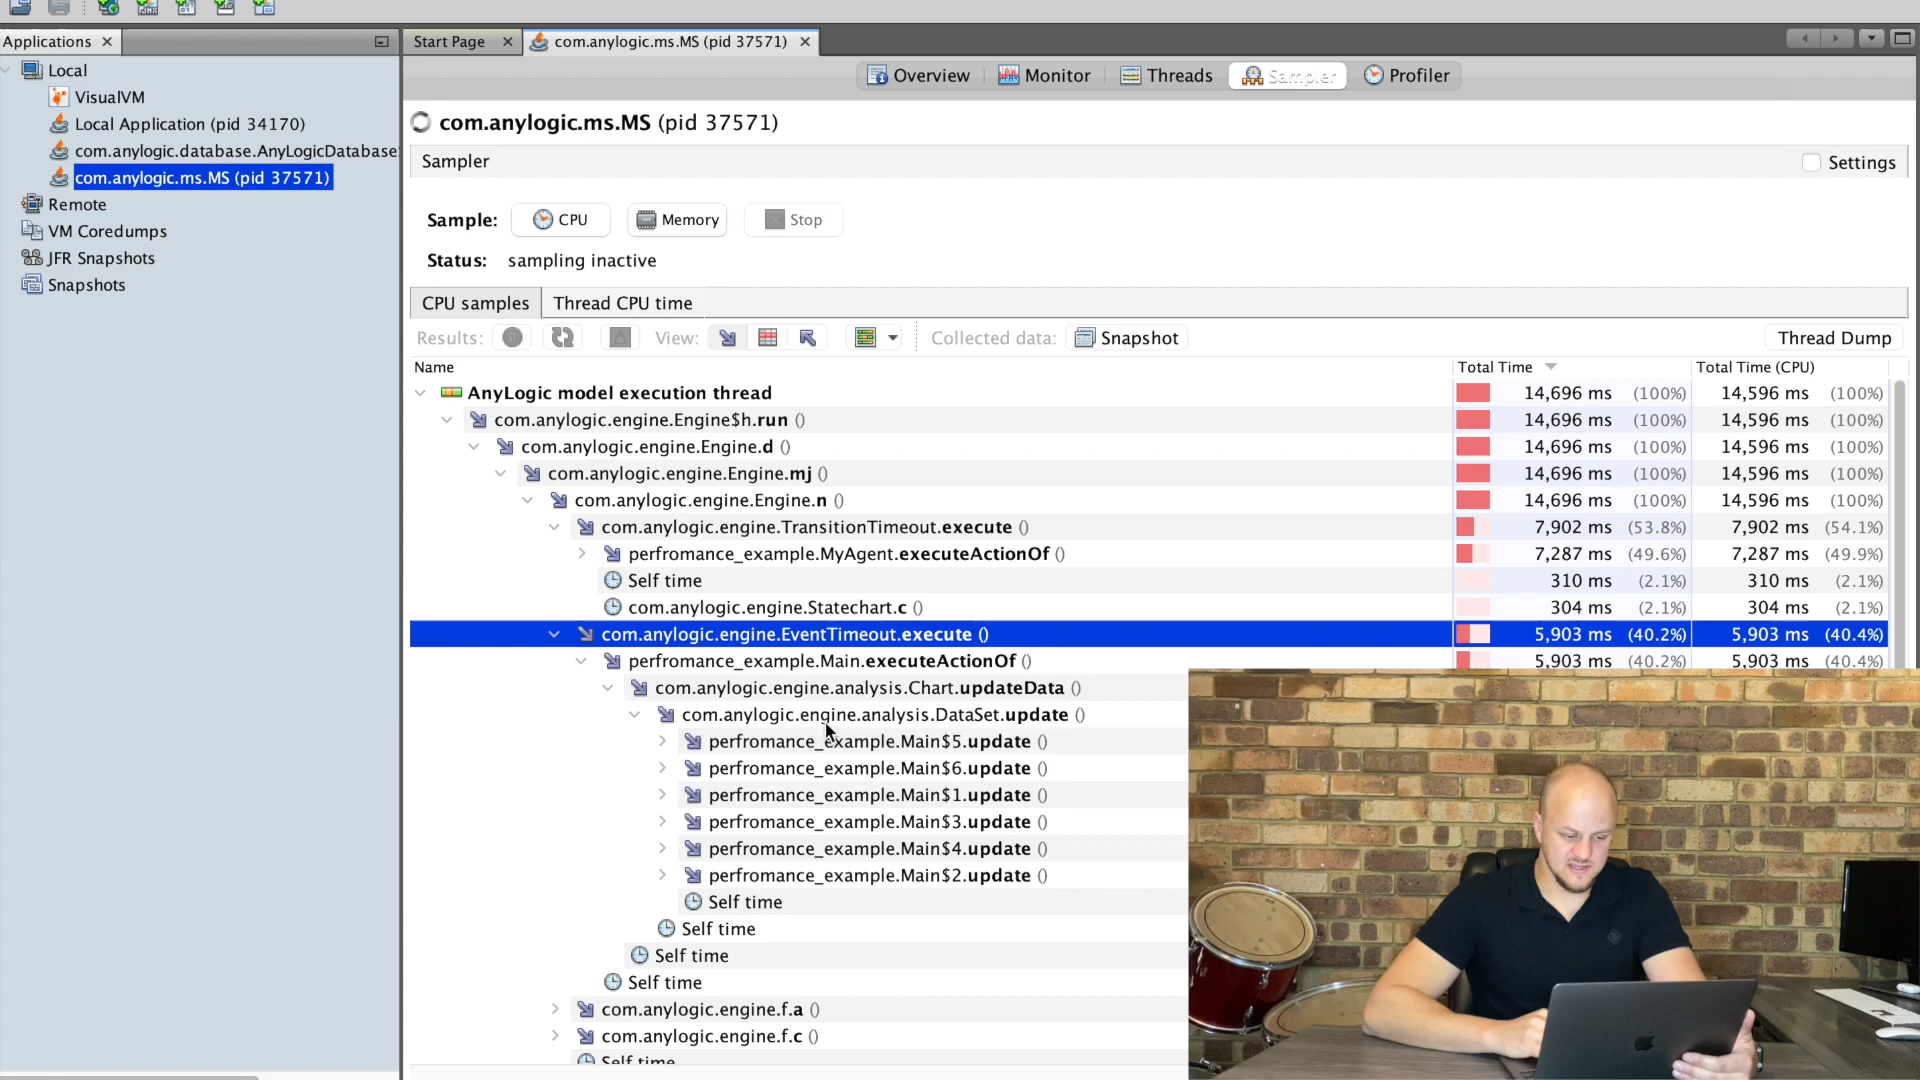 Applications
Start Page
com.anylogic.ms.MS (pid 37571)
Local
VisualVM
Local Application (pid 34170)
com.anylogic.database.AnyLogicDatabase
com.anylogic.ms.MS (pid 37571)
Remote
VM Coredumps
JFR Snapshots
Snapshots
Overview Monitor Threads Sampler Profiler
com.anylogic.ms.MS (pid 37571)
Sampler
Settings
Sample: CPU Memory Stop
Status: sampling inactive
CPU samples Thread CPU time
Results: View: Collected data: Snapshot Thread Dump
Name Total Time Total Time (CPU)
AnyLogic model execution thread 14,696 ms (100%) 14,596 ms (100%)
com.anylogic.engine.Engine$h.run () 14,696 ms (100%) 14,596 ms (100%)
com.anylogic.engine.Engine.d () 14,696 ms (100%) 14,596 ms (100%)
com.anylogic.engine.Engine.mj () 14,696 ms (100%) 14,596 ms (100%)
com.anylogic.engine.Engine.n () 14,696 ms (100%) 14,596 ms (100%)
com.anylogic.engine.TransitionTimeout.execute () 7,902 ms (53.8%) 7,902 ms (54.1%)
perfromance_example.MyAgent.executeActionOf () 7,287 ms (49.6%) 7,287 ms (49.9%)
Self time 310 ms (2.1%) 310 ms (2.1%)
com.anylogic.engine.Statechart.c () 304 ms (2.1%) 304 ms (2.1%)
com.anylogic.engine.EventTimeout.execute () 5,903 ms (40.2%) 5,903 ms (40.4%)
perfromance_example.Main.executeActionOf () 5,903 ms (40.2%) 5,903 ms (40.4%)
com.anylogic.engine.analysis.Chart.updateData ()
com.anylogic.engine.analysis.DataSet.update ()
perfromance_example.Main$5.update ()
perfromance_example.Main$6.update ()
perfromance_example.Main$1.update ()
perfromance_example.Main$3.update ()
perfromance_example.Main$4.update ()
perfromance_example.Main$2.update ()
Self time
Self time
Self time
Self time
com.anylogic.engine.f.a ()
com.anylogic.engine.f.c ()
Self time